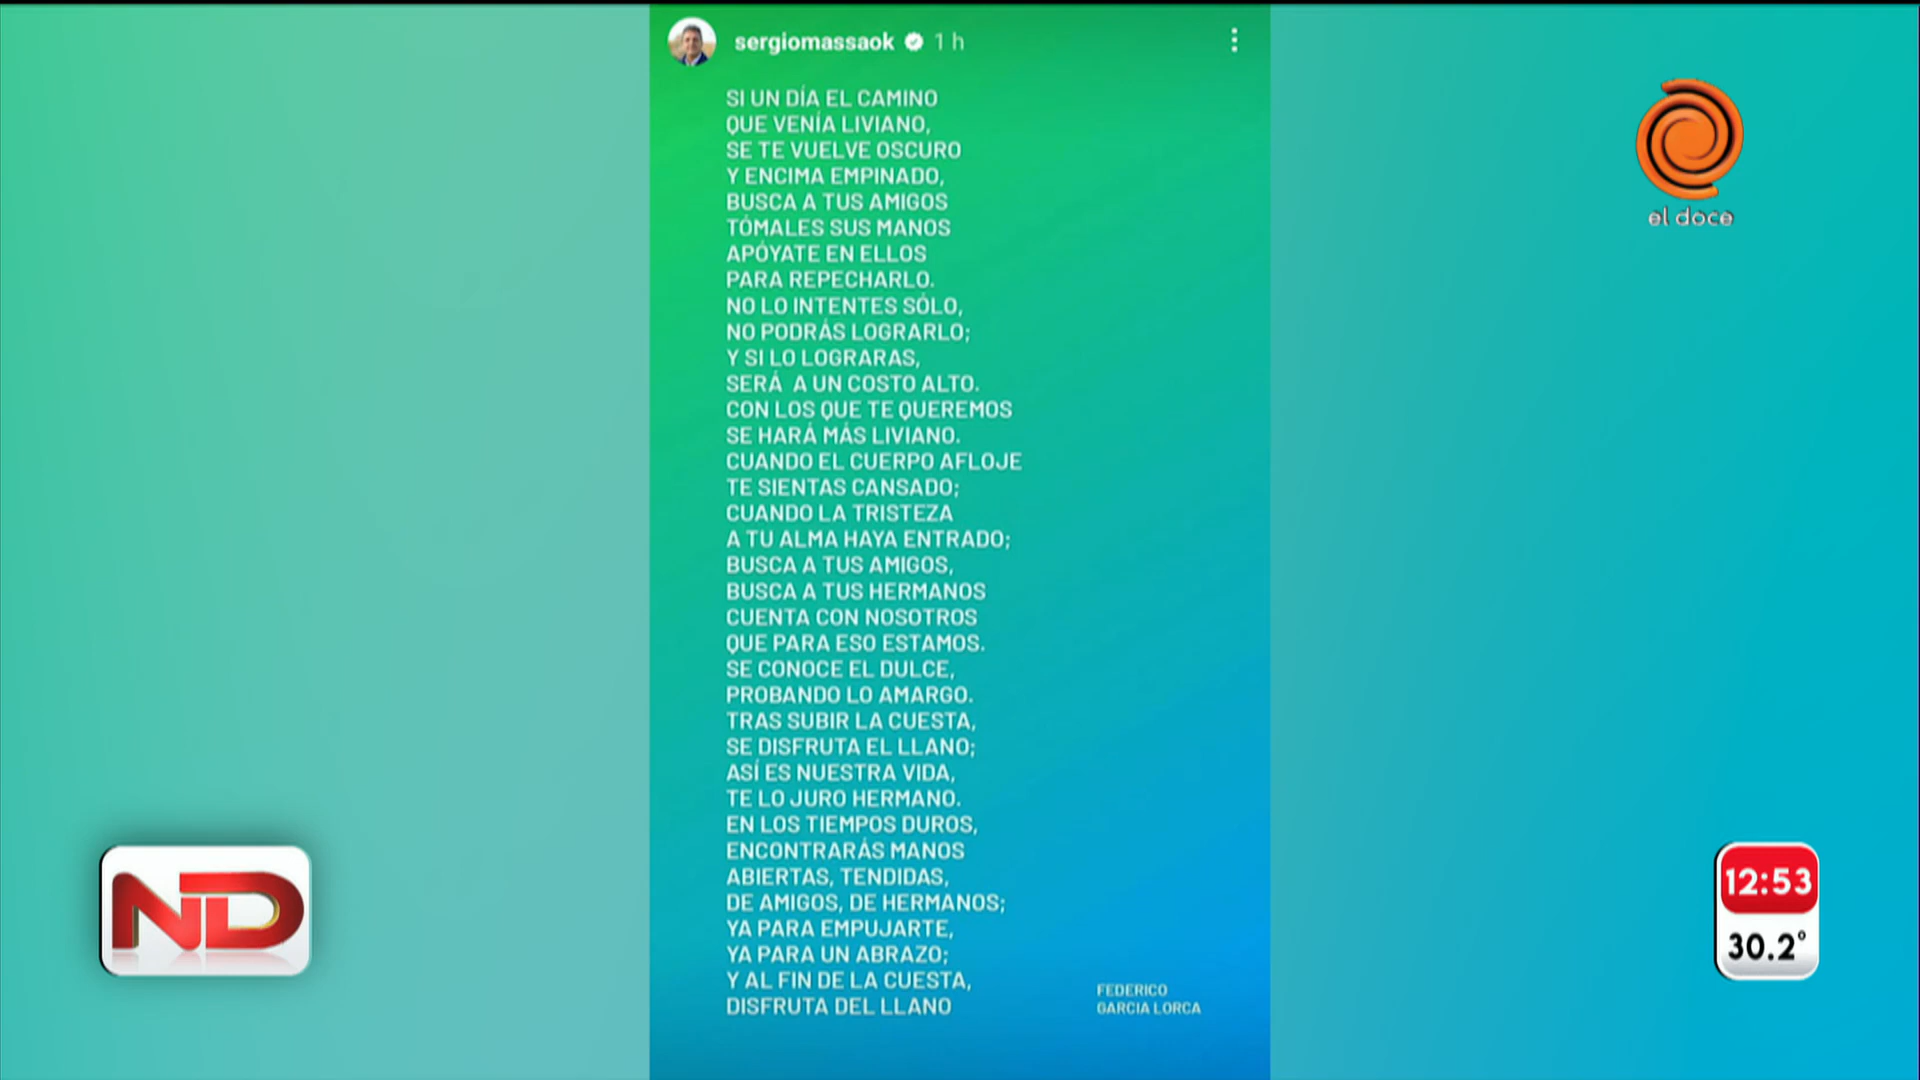 sergiomassaok 1 h
SI UN DÍA EL CAMINO
QUE VENÍA LIVIANO,
SE TE VUELVE OSCURO
Y ENCIMA EMPINADO,
BUSCA A TUS AMIGOS
TÓMALES SUS MANOS
APÓYATE EN ELLOS
PARA REPECHARLO.
NO LO INTENTES SÓLO,
NO PODRÁS LOGRARLO;
Y SI LO LOGRARAS,
SERÁ  A UN COSTO ALTO.
CON LOS QUE TE QUEREMOS
SE HARÁ MÁS LIVIANO.
CUANDO EL CUERPO AFLOJE
TE SIENTAS CANSADO;
CUANDO LA TRISTEZA
A TU ALMA HAYA ENTRADO;
BUSCA A TUS AMIGOS,
BUSCA A TUS HERMANOS
CUENTA CON NOSOTROS
QUE PARA ESO ESTAMOS.
SE CONOCE EL DULCE,
PROBANDO LO AMARGO.
TRAS SUBIR LA CUESTA,
SE DISFRUTA EL LLANO;
ASÍ ES NUESTRA VIDA,
TE LO JURO HERMANO.
EN LOS TIEMPOS DUROS,
ENCONTRARÁS MANOS
ABIERTAS, TENDIDAS,
DE AMIGOS, DE HERMANOS;
YA PARA EMPUJARTE,
YA PARA UN ABRAZO;
Y AL FIN DE LA CUESTA,
DISFRUTA DEL LLANO
FEDERICO
GARCIA LORCA
el doce
ND
12:53
30.2°